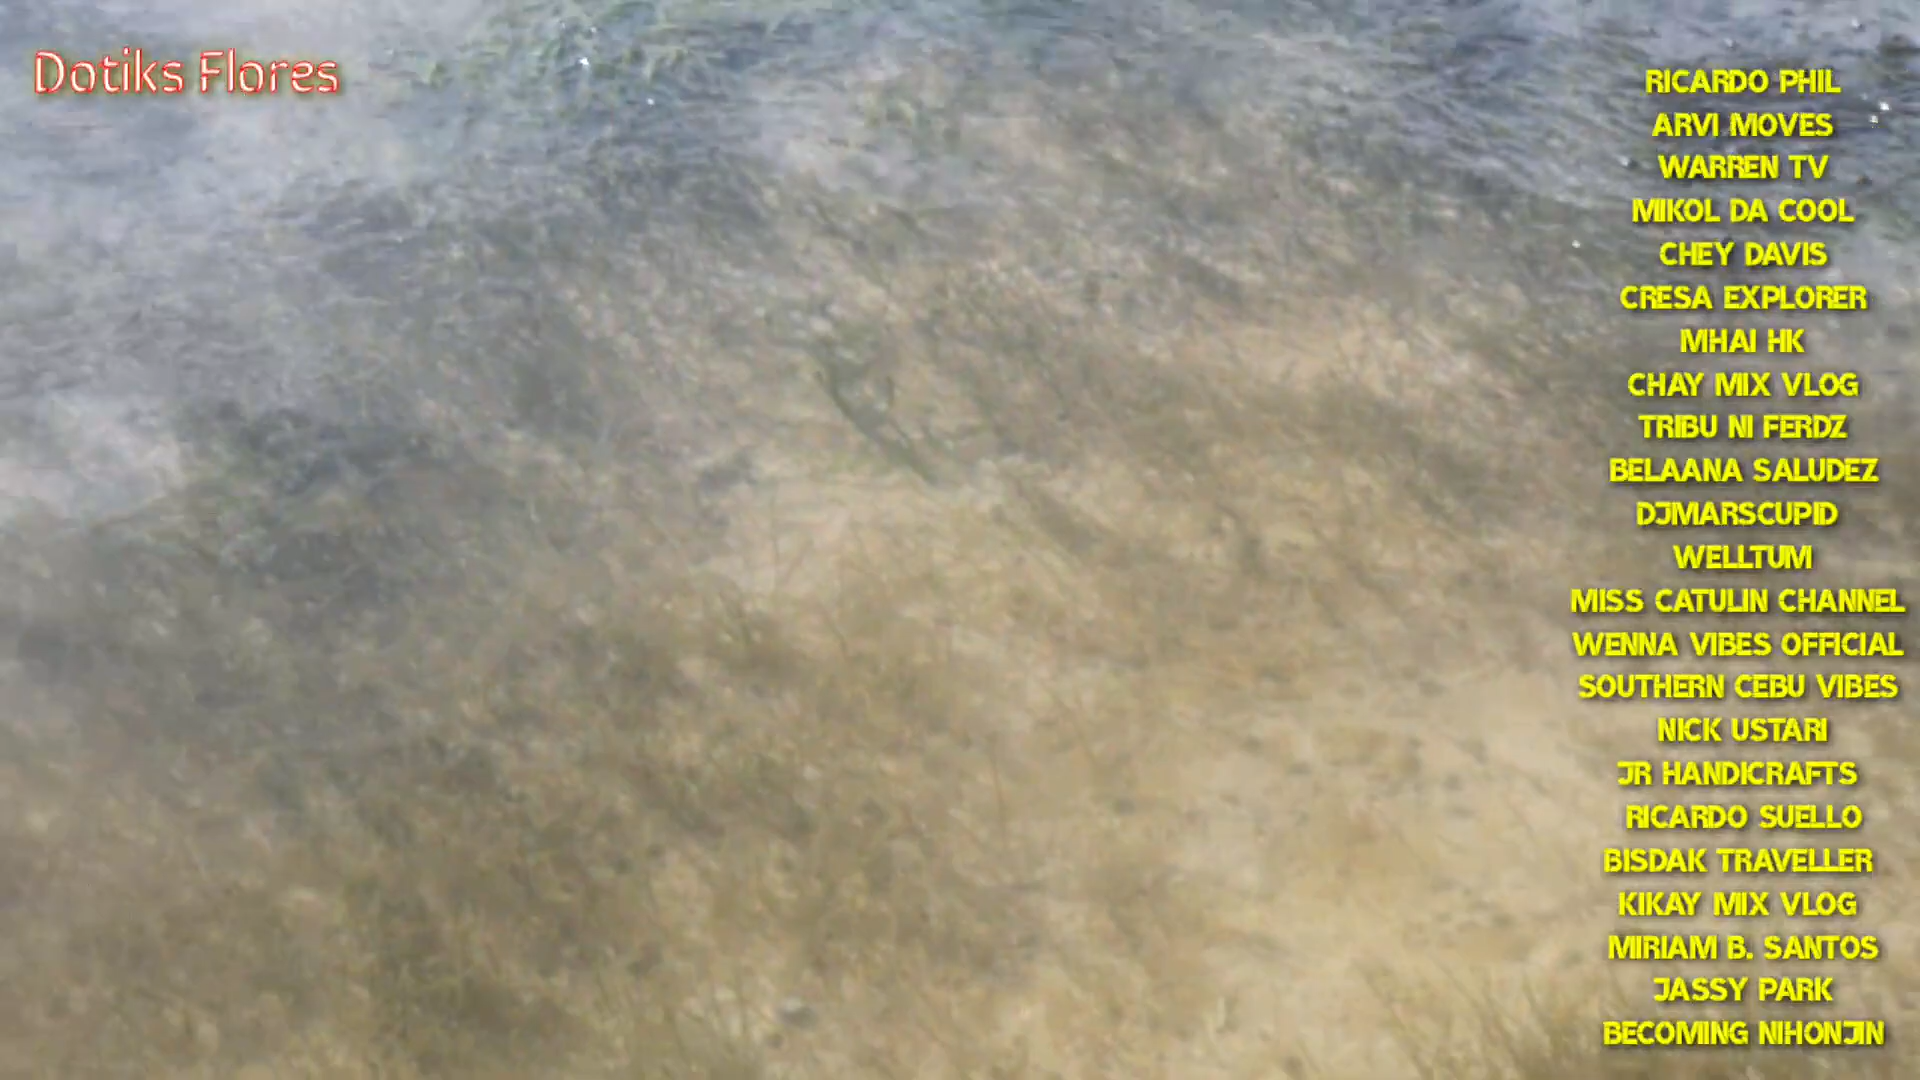 Dotiks Flores
RICARDO PHIL
ARVI MOVES
WARREN TV
MIKOL DA COOL
CHEY DAVIS
CRESA EXPLORER
MHAI HK
CHAY MIX VLOG
TRIBU NI FERDZ
BELAANA SALUDEZ
DJMARSCUPID
WELLTUM
MISS CATULIN CHANNEL
WENNA VIBES OFFICIAL
SOUTHERN CEBU VIBES
NICK USTARI
JR HANDICRAFTS
RICARDO SUELLO
BISDAK TRAVELLER
KIKAY MIX VLOG
MIRIAM B. SANTOS
JASSY PARK
BECOMING NIHONJIN